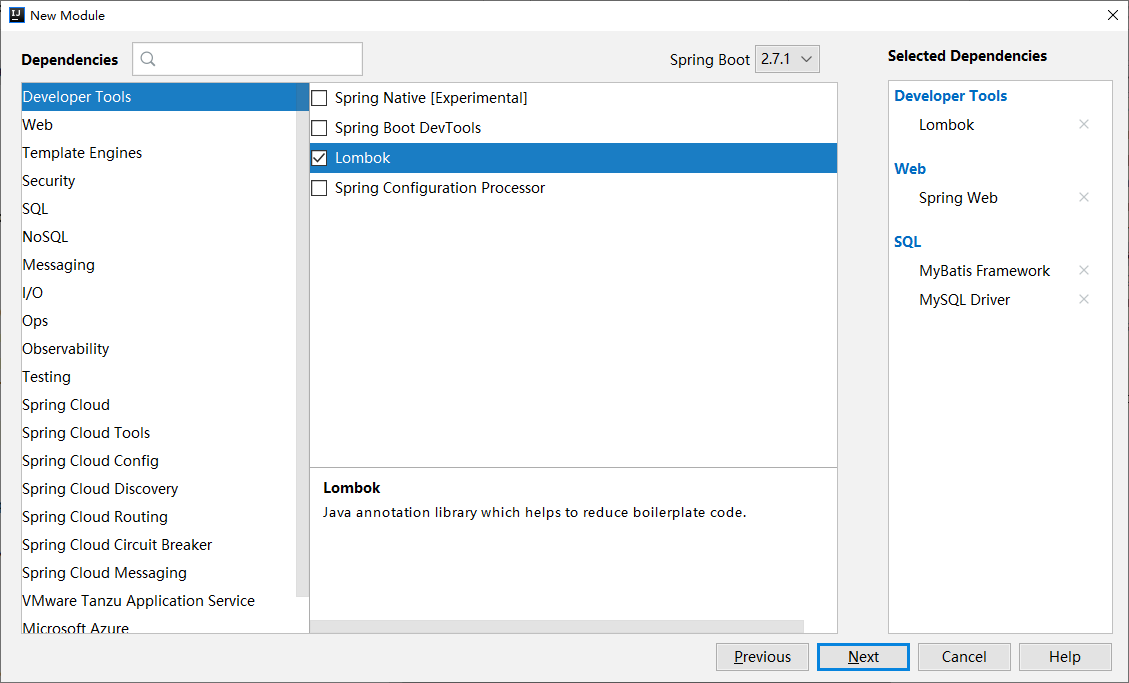 New Module
Dependencies
Spring Boot 2.7.1
Selected Dependencies
Developer Tools
Web
Template Engines
Security
SQL
NoSQL
Messaging
I/O
Ops
Observability
Testing
Spring Cloud
Spring Cloud Tools
Spring Cloud Config
Spring Cloud Discovery
Spring Cloud Routing
Spring Cloud Circuit Breaker
Spring Cloud Messaging
VMware Tanzu Application Service
Microsoft Azure
Spring Native [Experimental]
Spring Boot DevTools
Lombok
Spring Configuration Processor
Lombok
Java annotation library which helps to reduce boilerplate code.
Developer Tools
Lombok
Web
Spring Web
SQL
MyBatis Framework
MySQL Driver
Previous
Next
Cancel
Help